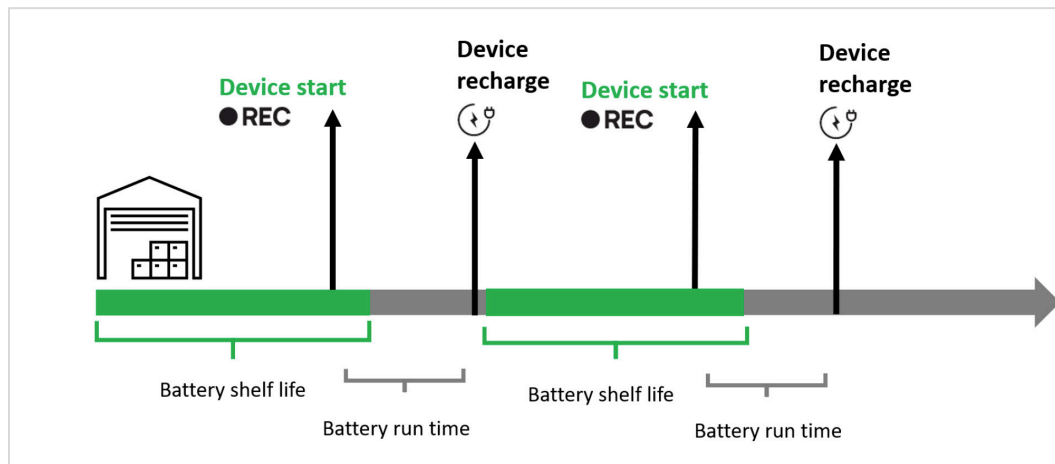 Device
recharge
Device start
REC
Device
recharge
Device start
REC
Battery shelf life
Battery run time
Battery shelf life
Battery run time